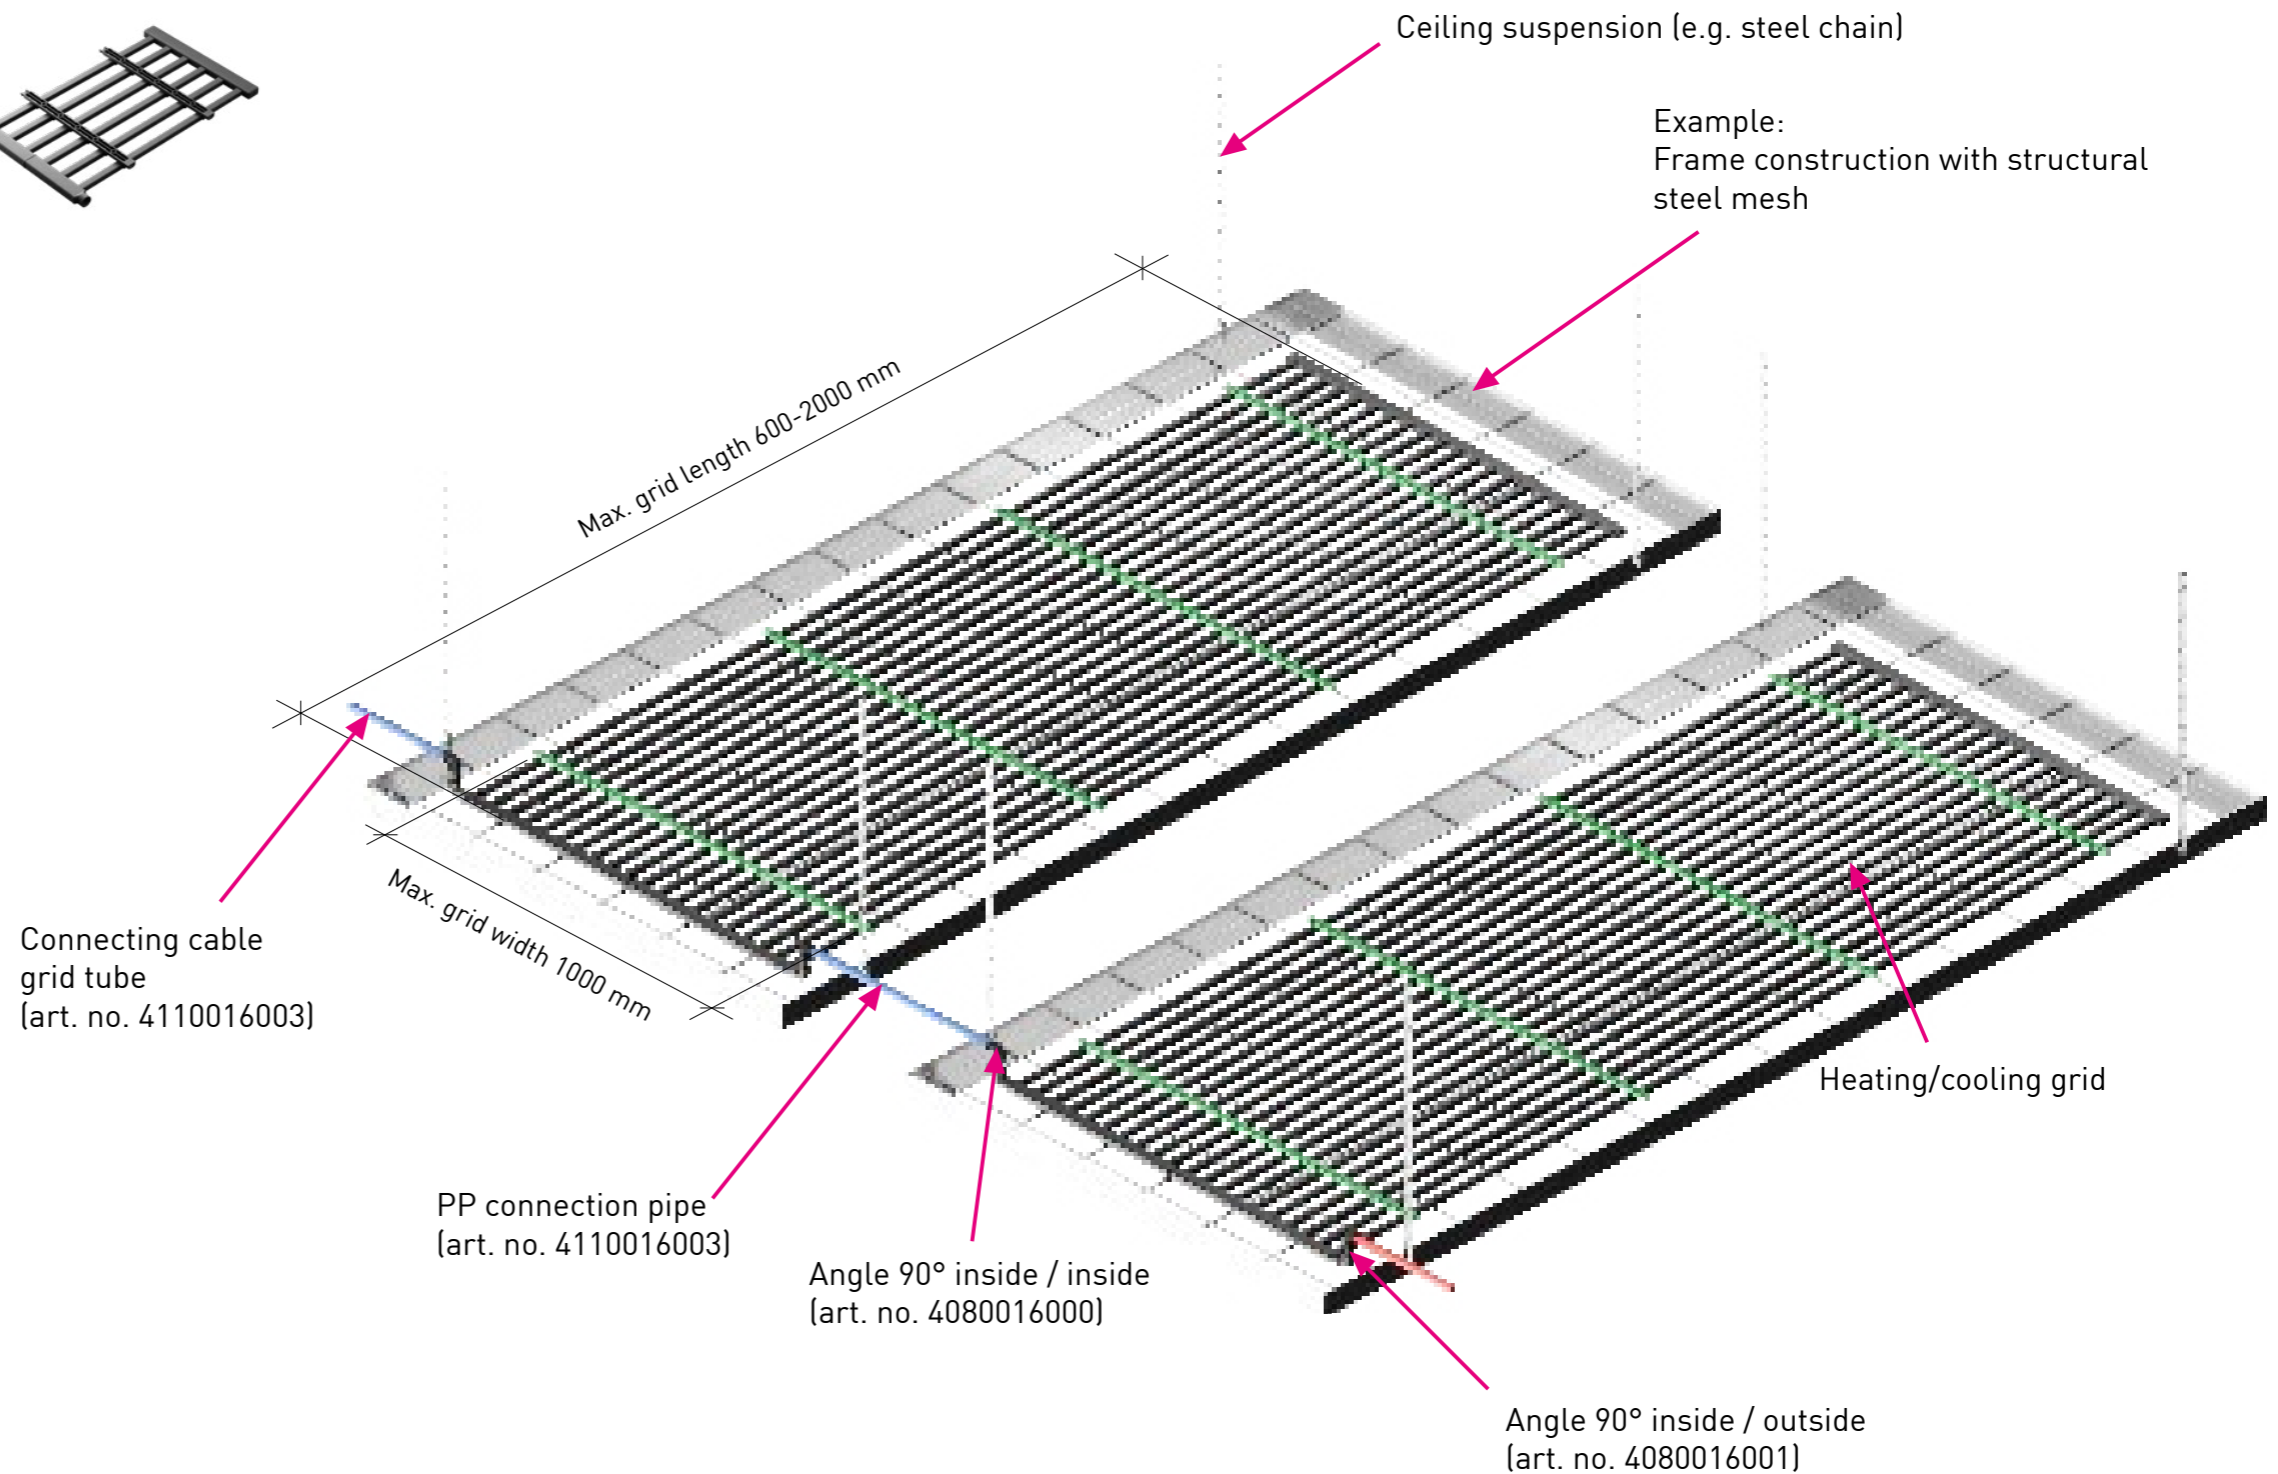 Ceiling suspension (e.g. steel chain)
Example:
Frame construction with structural
steel mesh
Max. grid length 600-2000 mm
Max. grid width 1000 mm
Connecting cable
grid tube
(art. no. 4110016003)
Heating/cooling grid
PP connection pipe
(art. no. 4110016003)
Angle 90° inside / inside
(art. no. 4080016000)
Angle 90° inside / outside
(art. no. 4080016001)